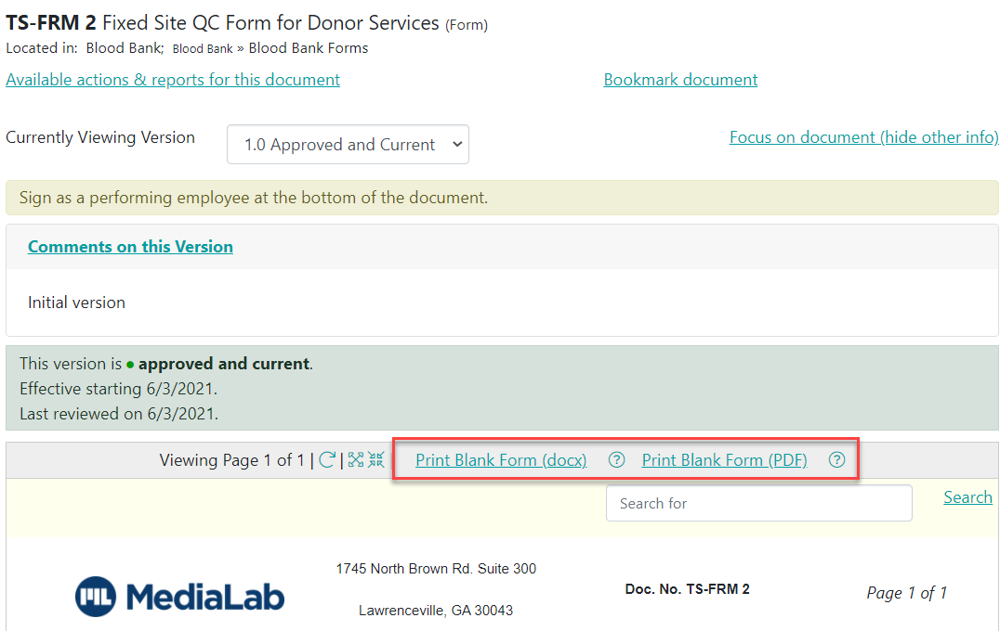 TS-FRM 2 Fixed Site QC Form for Donor Services (Form)
Located in: Blood Bank; Blood Bank » Blood Bank Forms
Available actions & reports for this document Bookmark document
Currently Viewing Version 1.0 Approved and Current Focus on document (hide other info)
Sign as a performing employee at the bottom of the document.
Comments on this Version
Initial version
This version is ● approved and current.
Effective starting 6/3/2021.
Last reviewed on 6/3/2021.
Viewing Page 1 of 1 | | Print Blank Form (docx) ? Print Blank Form (PDF) ?
Search for Search
1745 North Brown Rd. Suite 300
ML MediaLab Doc. No. TS-FRM 2 Page 1 of 1
Lawrenceville, GA 30043